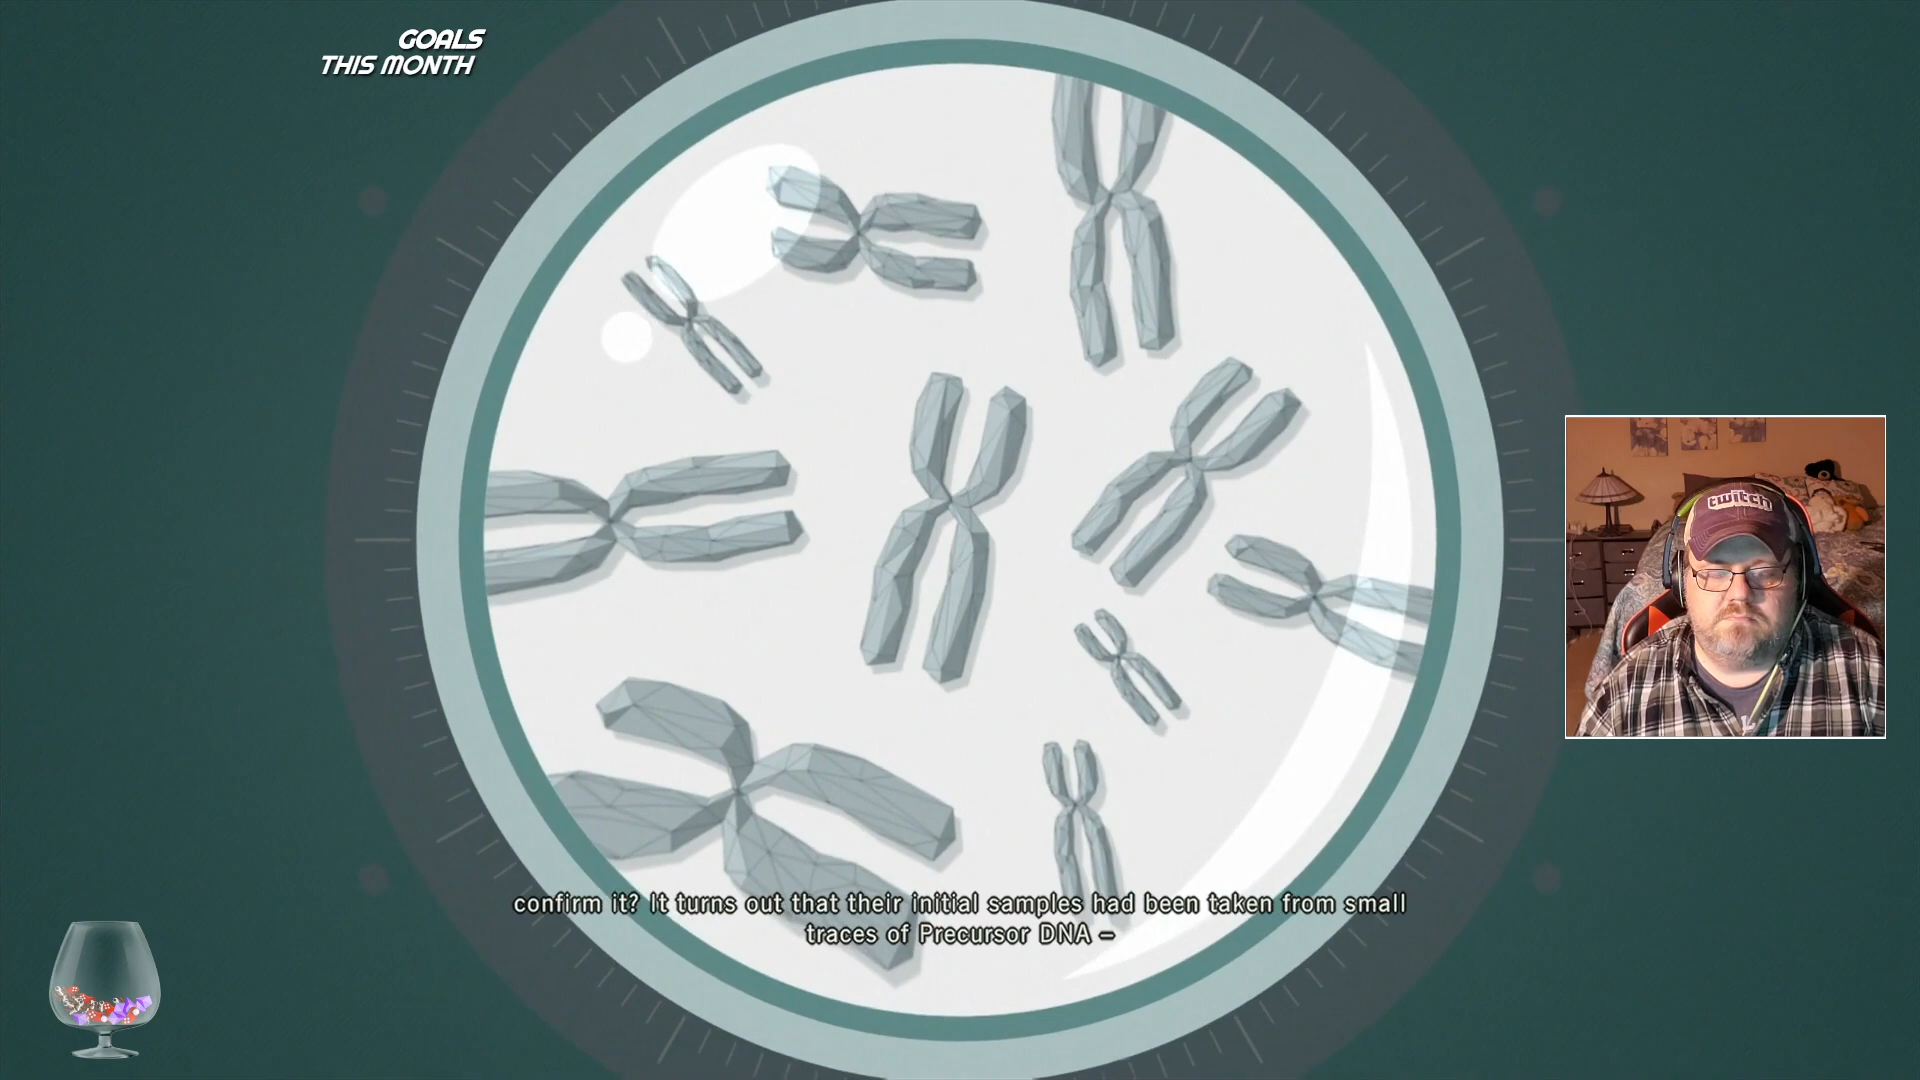 GOALS
THIS MONTH
twitch
confirm it? It turns out that their initial samples had been taken from small
traces of Precursor DNA –